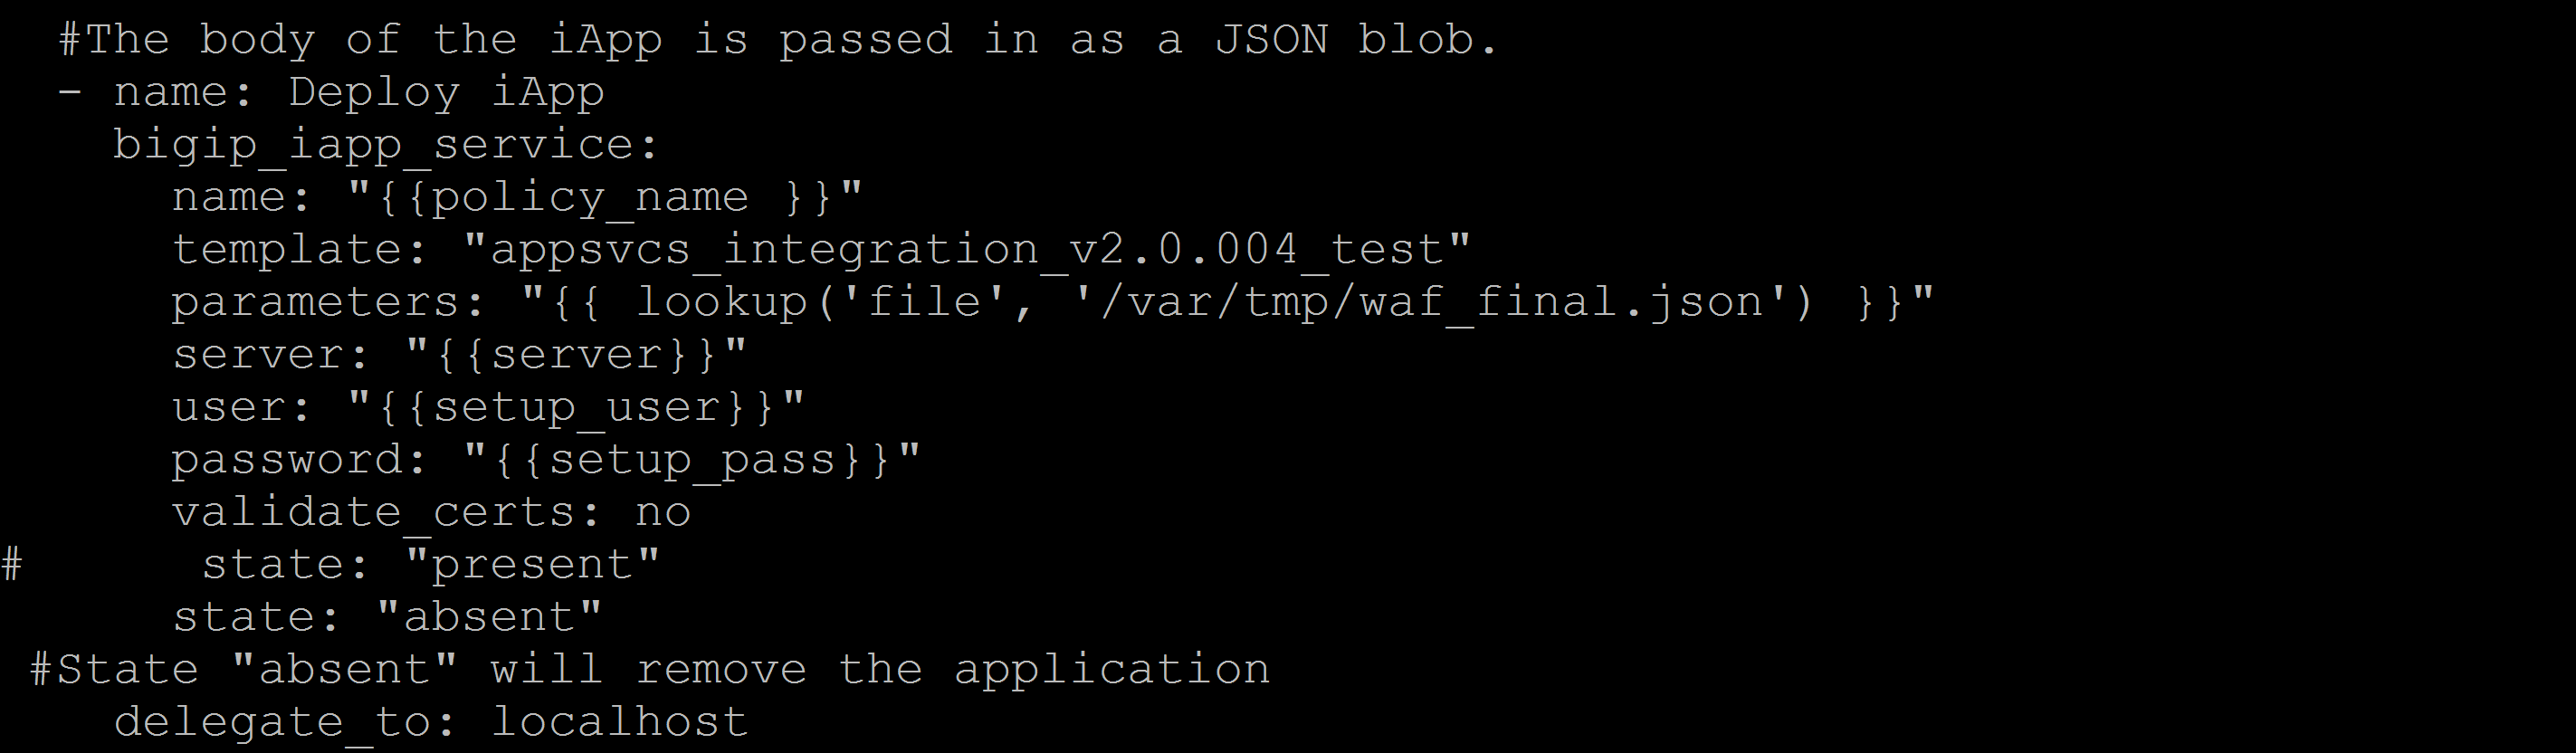 #The body of the iApp is passed in as a JSON blob.
- name: Deploy iApp
bigip_iapp_service:
name: "{{policy_name }}"
template: "appsvcs_integration_v2.0.004_test"
parameters: "{{ lookup('file', '/var/tmp/waf_final.json') }}"
server: "{{server}}"
user: "{{setup_user}}"
password: "{{setup_pass}}"
validate_certs: no
#      state: "present"
state: "absent"
#State "absent" will remove the application
delegate_to: localhost